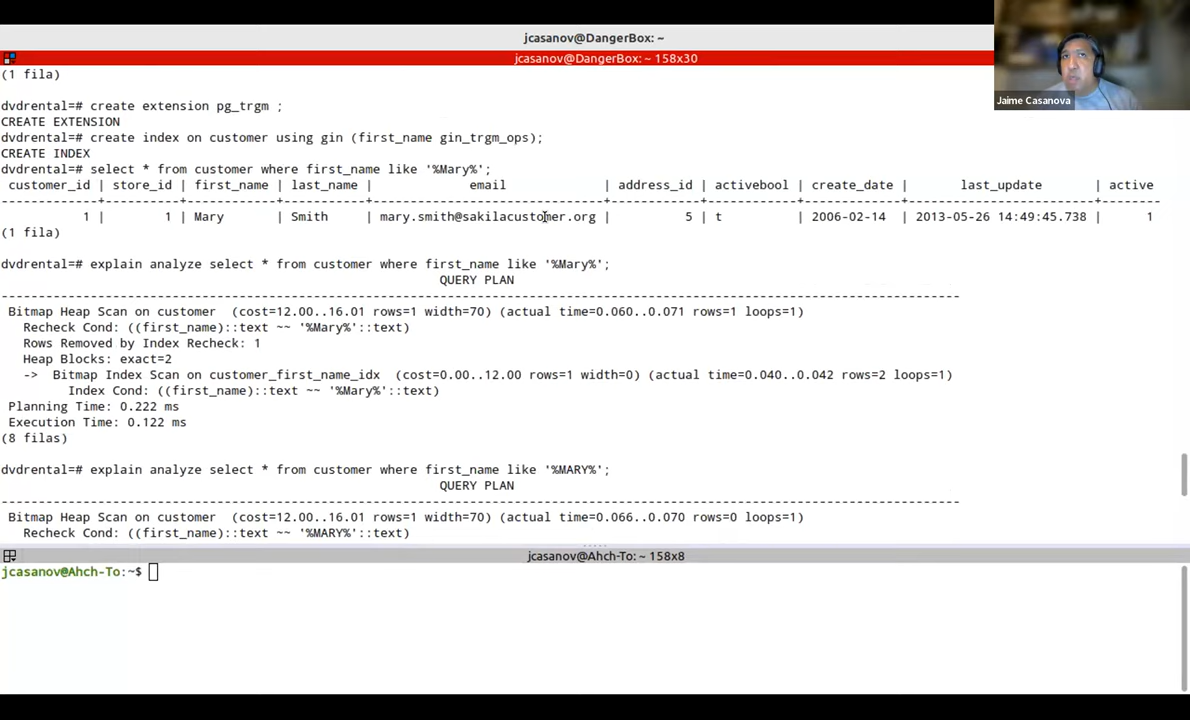 jcasanov@DangerBox: ~
jcasanov@DangerBox: ~ 158x30
Jaime Casanova
(1 fila)
dvdrental=# create extension pg_trgm ;
CREATE EXTENSION
dvdrental=# create index on customer using gin (first_name gin_trgm_ops);
CREATE INDEX
dvdrental=# select * from customer where first_name like '%Mary%';
customer_id | store_id | first_name | last_name | email | address_id | activebool | create_date | last_update | active
-------------+----------+------------+-----------+-------------------------------+------------+------------+-------------+-------------------------+--------
1 | 1 | Mary | Smith | mary.smith@sakilacustomer.org | 5 | t | 2006-02-14 | 2013-05-26 14:49:45.738 | 1
(1 fila)
dvdrental=# explain analyze select * from customer where first_name like '%Mary%';
QUERY PLAN
--------------------------------------------------------------------------------------------------------------------------------
Bitmap Heap Scan on customer  (cost=12.00..16.01 rows=1 width=70) (actual time=0.060..0.071 rows=1 loops=1)
Recheck Cond: ((first_name)::text ~~ '%Mary%'::text)
Rows Removed by Index Recheck: 1
Heap Blocks: exact=2
->  Bitmap Index Scan on customer_first_name_idx  (cost=0.00..12.00 rows=1 width=0) (actual time=0.040..0.042 rows=2 loops=1)
Index Cond: ((first_name)::text ~~ '%Mary%'::text)
Planning Time: 0.222 ms
Execution Time: 0.122 ms
(8 filas)
dvdrental=# explain analyze select * from customer where first_name like '%MARY%';
QUERY PLAN
--------------------------------------------------------------------------------------------------------------------------------
Bitmap Heap Scan on customer  (cost=12.00..16.01 rows=1 width=70) (actual time=0.066..0.070 rows=0 loops=1)
Recheck Cond: ((first_name)::text ~~ '%MARY%'::text)
jcasanov@Ahch-To: ~ 158x8
jcasanov@Ahch-To:~$